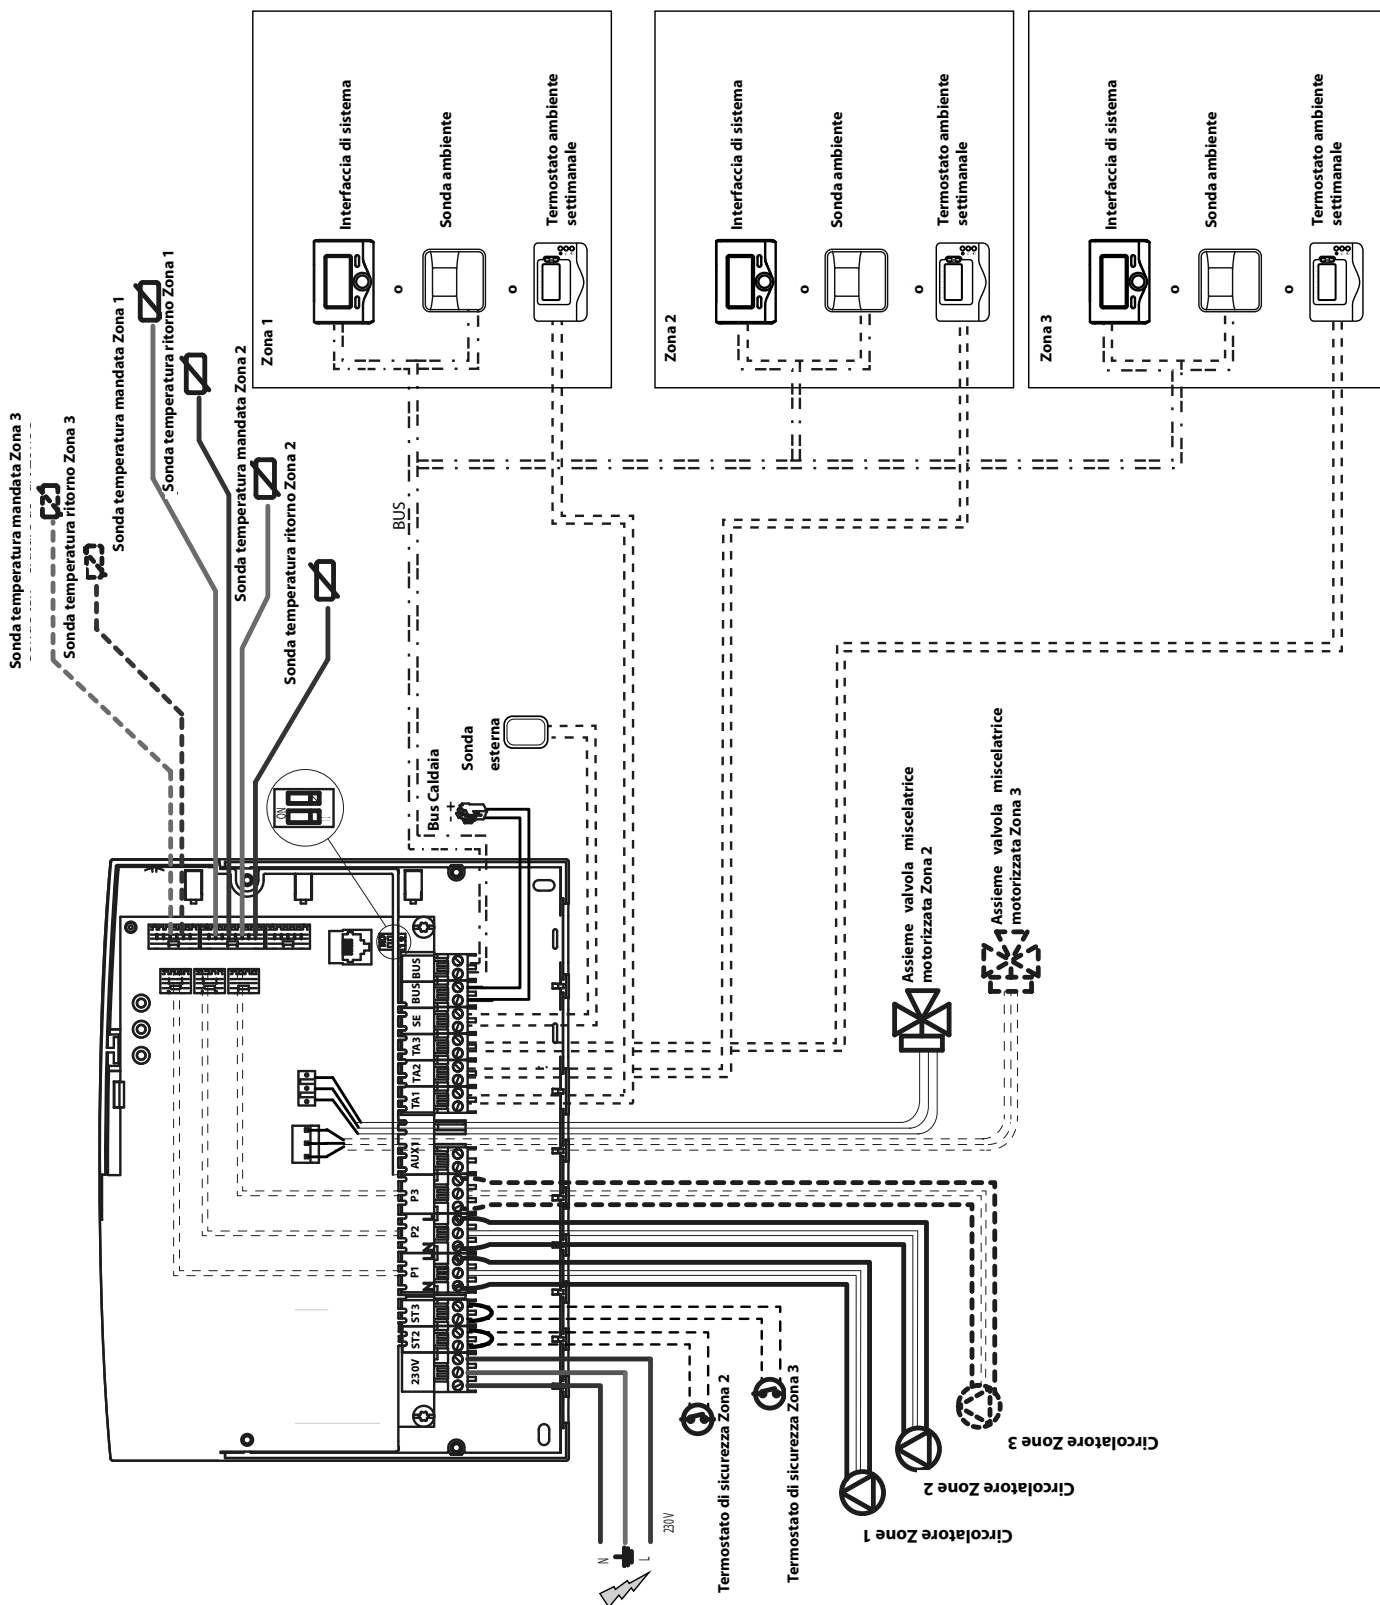 Zona 1
Interfaccia di sistema
Sonda ambiente
Termostato ambiente
settimanale
Zona 2
Interfaccia di sistema
Sonda ambiente
Termostato ambiente
settimanale
Zona 3
Interfaccia di sistema
Sonda ambiente
Termostato ambiente
settimanale
Sonda temperatura mandata Zona 3
Sonda temperatura ritorno Zona 3
Sonda temperatura mandata Zona 1
Sonda temperatura ritorno Zona 1
Sonda temperatura mandata Zona 2
Sonda temperatura ritorno Zona 2
BUS
ON
Bus Caldaia
+
-
Sonda
esterna
Assieme valvola miscelatrice
motorizzata Zona 2
Assieme valvola miscelatrice
motorizzata Zona 3
230V
ST2
ST3
P1
P2
P3
AUX1
TA1
TA2
TA3
SE
BUS
BUS
N
L
N
L
N
L
230V
Termostato di sicurezza Zona 2
Termostato di sicurezza Zona 3
Circolatore Zone 1
Circolatore Zone 2
Circolatore Zone 3